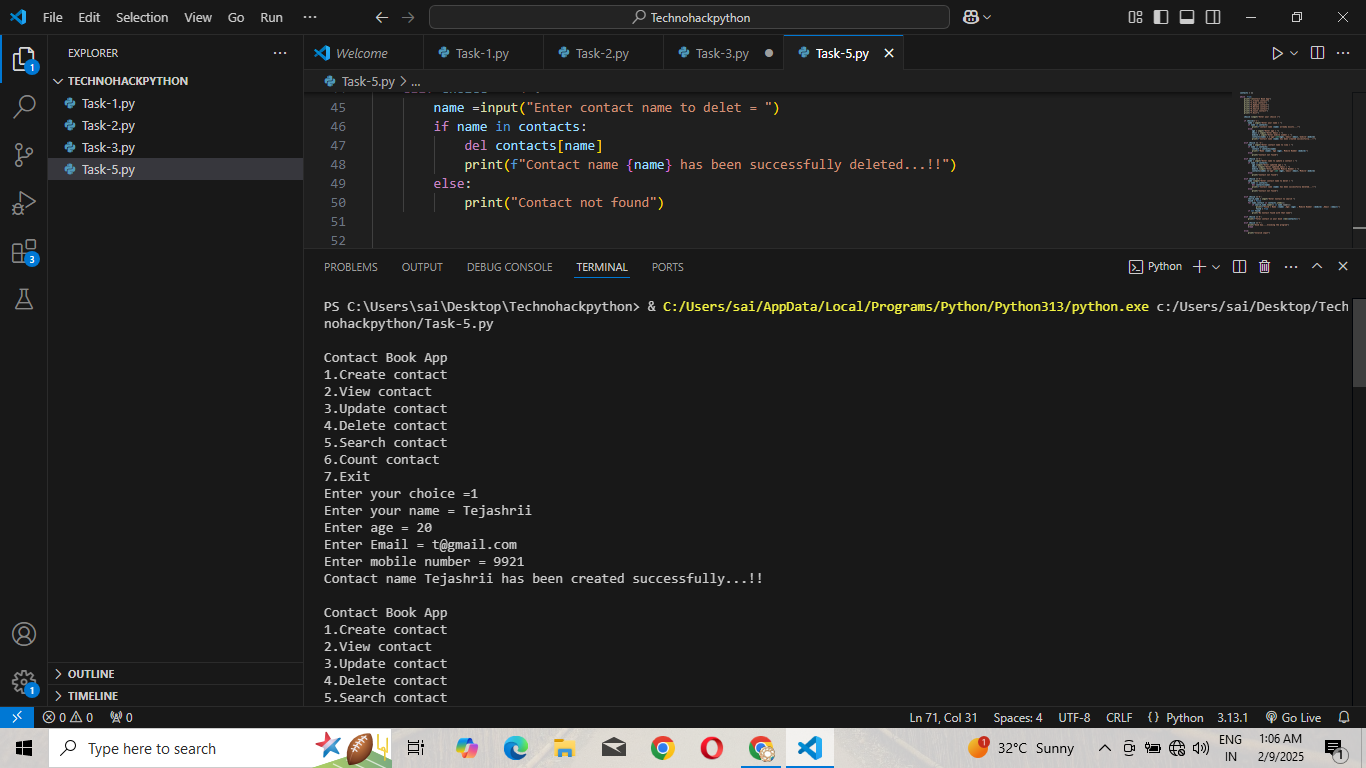 File Edit Selection View Go Run ··· Technohackpython
EXPLORER ···
TECHNOHACKPYTHON
Task-1.py
Task-2.py
Task-3.py
Task-5.py
OUTLINE
TIMELINE
1
3
1
Welcome Task-1.py Task-2.py Task-3.py Task-5.py
Task-5.py > ...
45 name =input("Enter contact name to delet = ")
46 if name in contacts:
47 del contacts[name]
48 print(f"Contact name {name} has been successfully deleted...!!")
49 else:
50 print("Contact not found")
51
52
PROBLEMS OUTPUT DEBUG CONSOLE TERMINAL PORTS Python
PS C:\Users\sai\Desktop\Technohackpython> & C:/Users/sai/AppData/Local/Programs/Python/Python313/python.exe c:/Users/sai/Desktop/Tech
nohackpython/Task-5.py
Contact Book App
1.Create contact
2.View contact
3.Update contact
4.Delete contact
5.Search contact
6.Count contact
7.Exit
Enter your choice =1
Enter your name = Tejashrii
Enter age = 20
Enter Email = t@gmail.com
Enter mobile number = 9921
Contact name Tejashrii has been created successfully...!!
Contact Book App
1.Create contact
2.View contact
3.Update contact
4.Delete contact
5.Search contact
0 0 0 Ln 71, Col 31 Spaces: 4 UTF-8 CRLF {} Python 3.13.1 Go Live
Type here to search 1 32°C Sunny ENG 1:06 AM
IN 2/9/2025 1